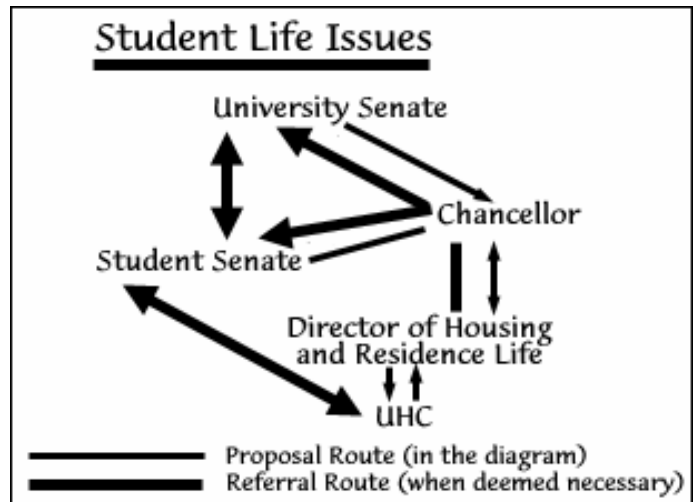 Student Life Issues
University Senate
Chancellor
Student Senate
Director of Housing
and Residence Life
UHC
Proposal Route (in the diagram)
Referral Route (when deemed necessary)